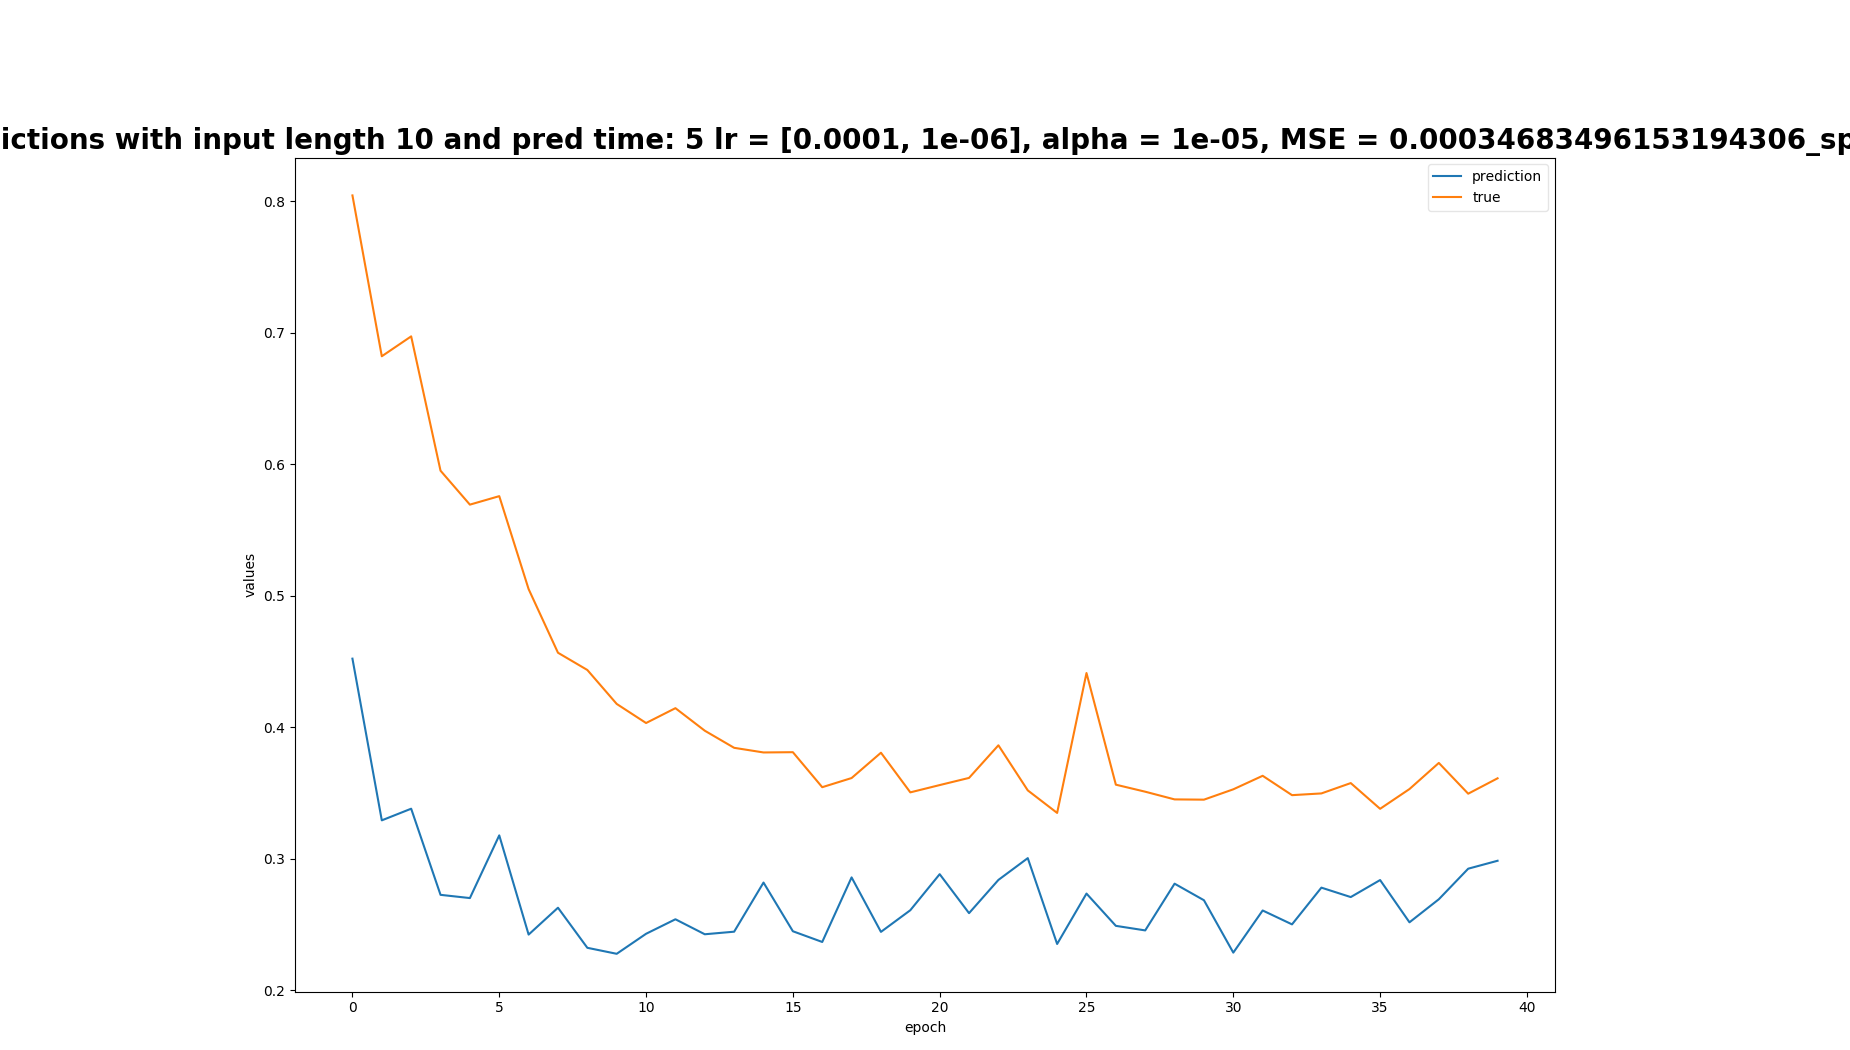 ictions with input length 10 and pred time: 5 lr = [0.0001, 1e-06], alpha = 1e-05, MSE = 0.00034683496153194306_sp
prediction
true
0.8
0.7
0.6
0.5
0.4
0.3
0.2
values
0 5 10 15 20 25 30 35 40
epoch